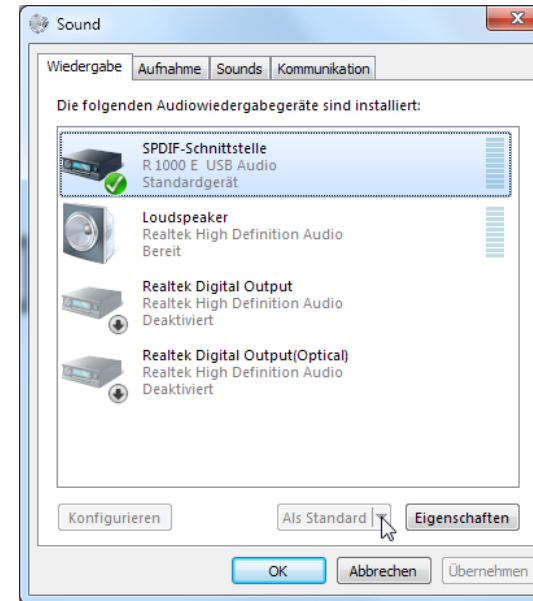 Sound
Wiedergabe Aufnahme Sounds Kommunikation
Die folgenden Audiowiedergabegeräte sind installiert:
SPDIF-Schnittstelle
R 1000 E USB Audio
Standardgerät
Loudspeaker
Realtek High Definition Audio
Bereit
Realtek Digital Output
Realtek High Definition Audio
Deaktiviert
Realtek Digital Output(Optical)
Realtek High Definition Audio
Deaktiviert
Konfigurieren Als Standard Eigenschaften
OK Abbrechen Übernehmen